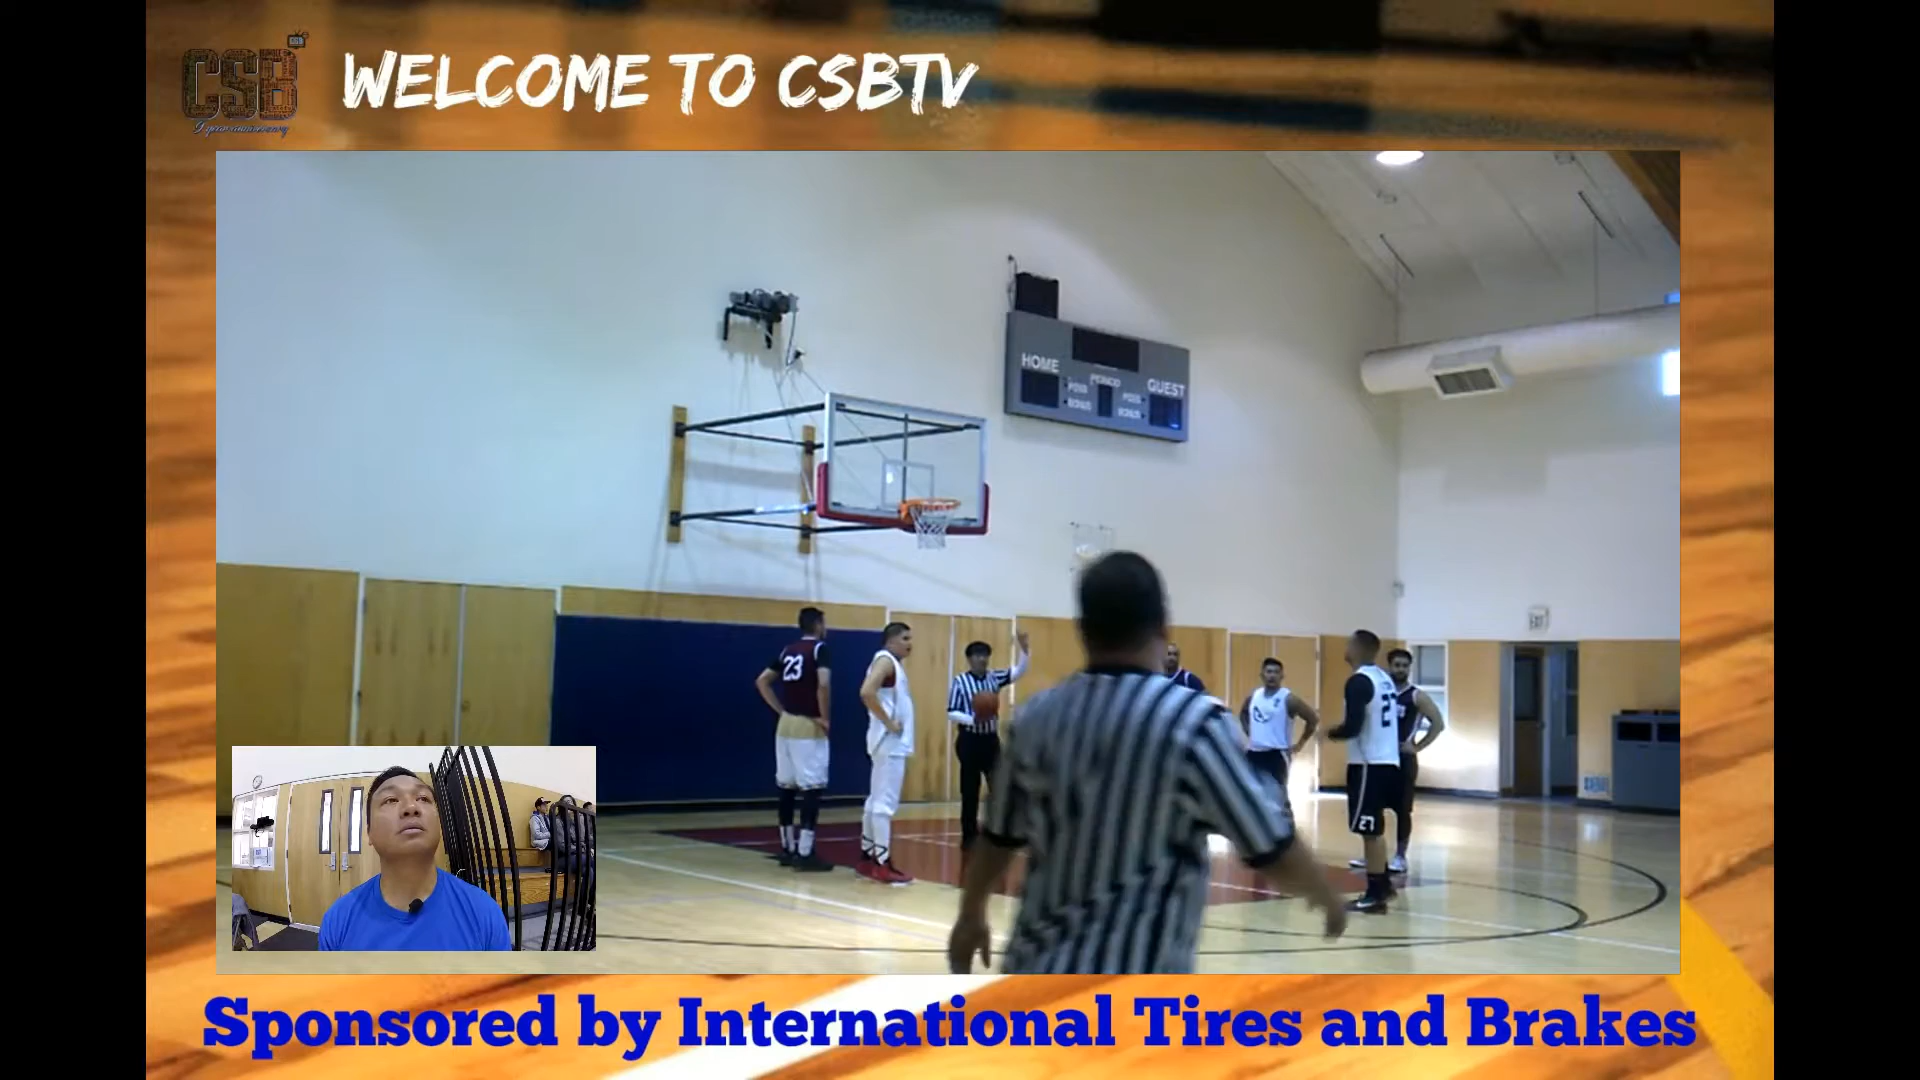 CSB
WELCOME TO CSBTV
HOME
PERIOD
GUEST
POSS
POSS
BONUS
BONUS
23
27
Sponsored by International Tires and Brakes